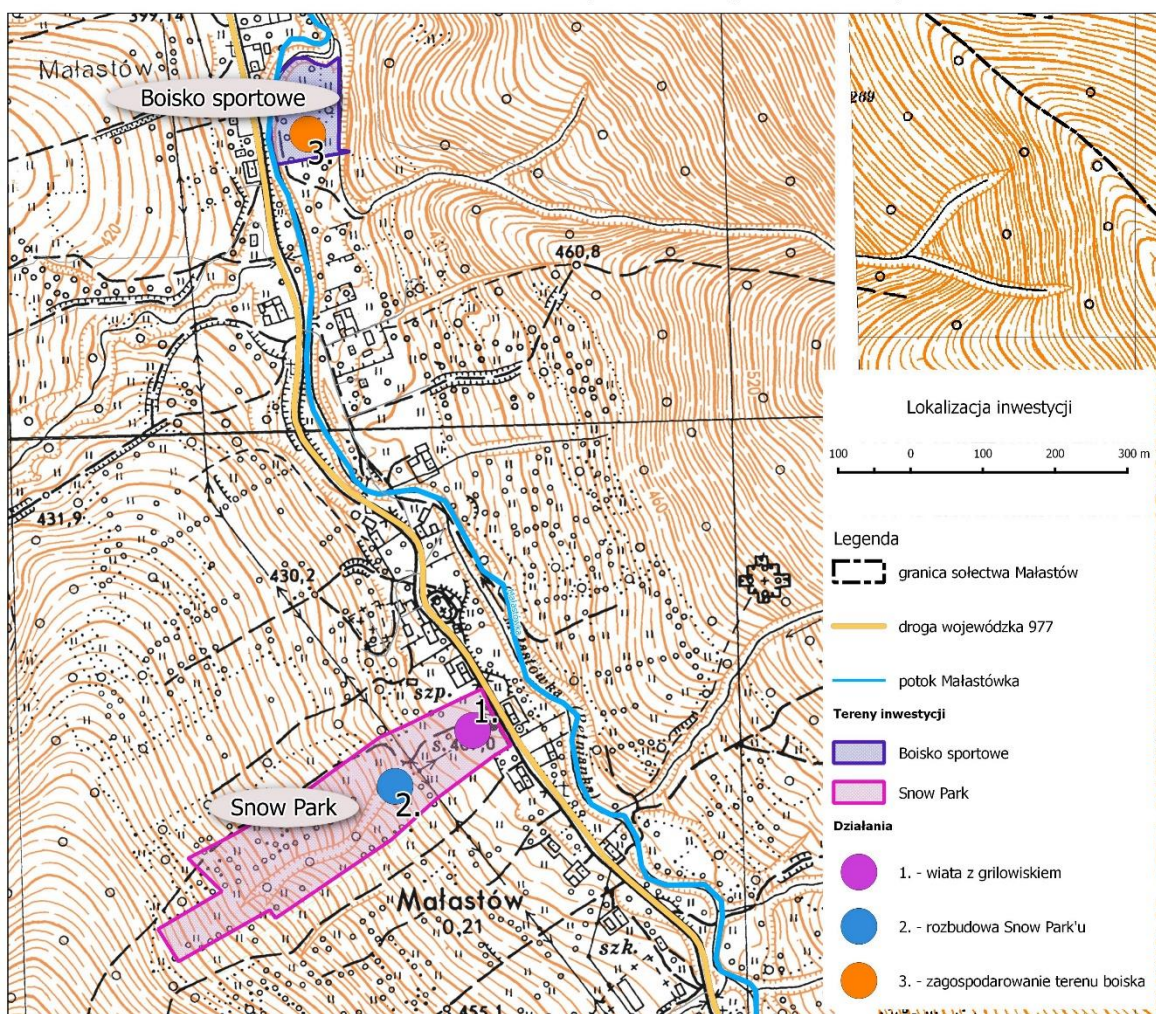 399,14
Małastów
Boisko sportowe
3.
289
420
460,8
520
460
431,9
430,2
szp.
1.
2.
Snow Park
Małastów
0,21
szk.
455,1
Lokalizacja inwestycji
100 0 100 200 300 m
Legenda
granica sołectwa Małastów
droga wojewódzka 977
potok Małastówka
Tereny inwestycji
Boisko sportowe
Snow Park
Działania
1. - wiata z grilowiskiem
2. - rozbudowa Snow Park'u
3. - zagospodarowanie terenu boiska